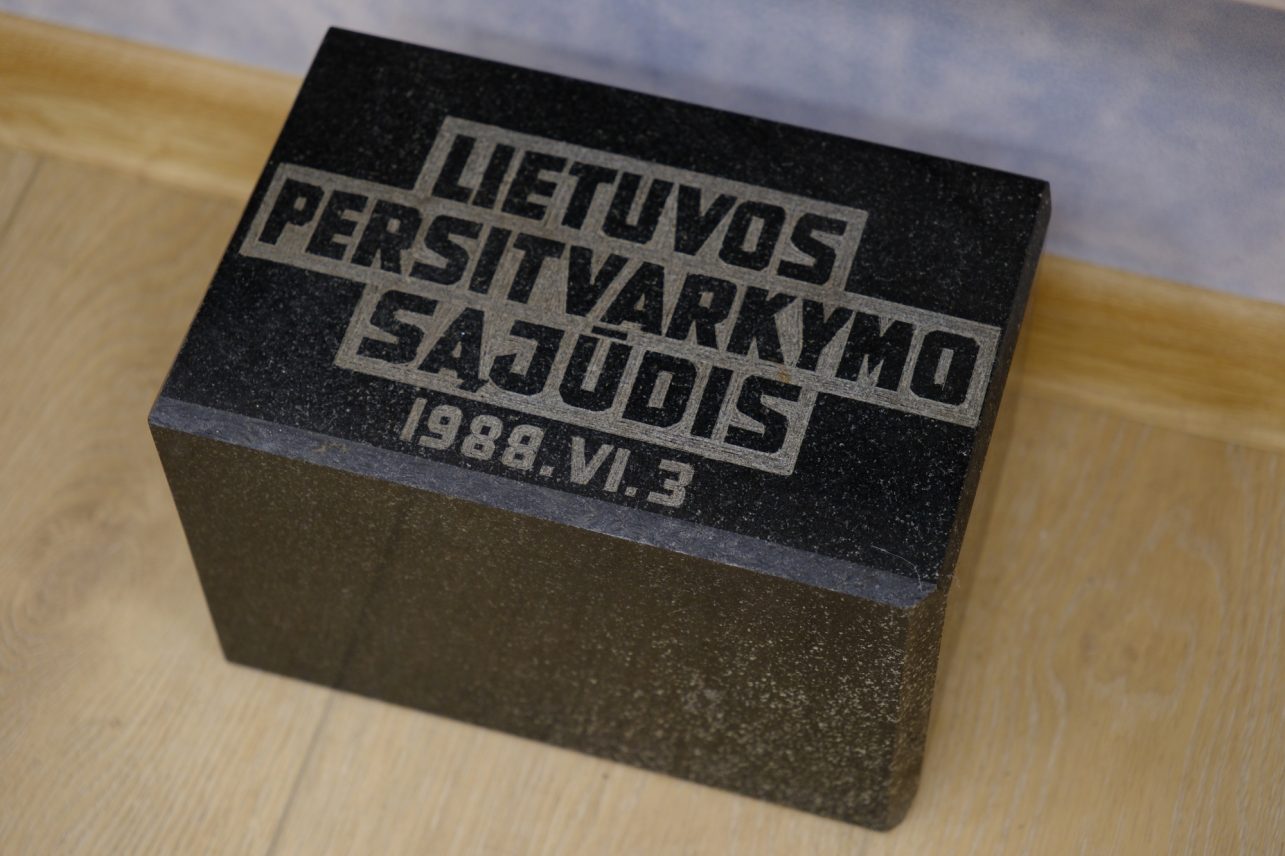 LIETUVOS
PERSITVARKYMO
SĄJŪDIS
1988.VI.3